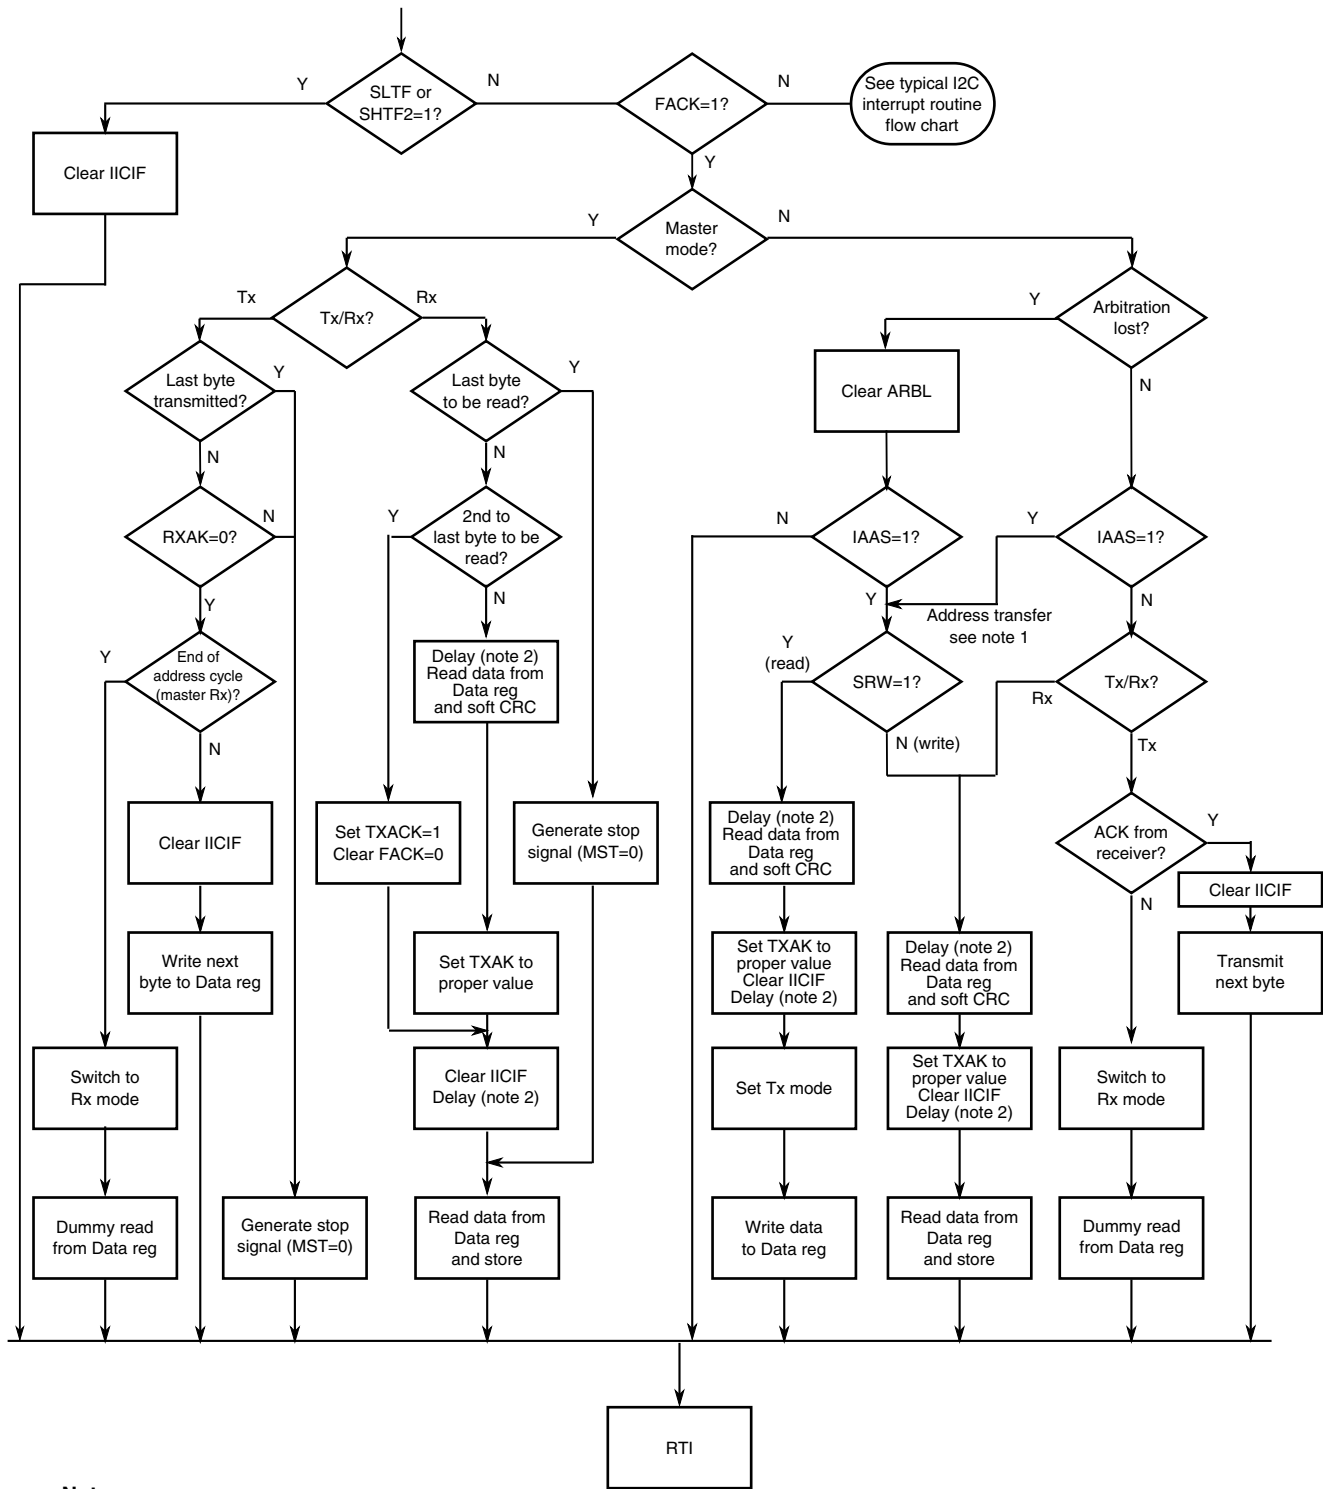 Y
SLTF or
SHTF2=1?
N
FACK=1?
N
See typical I2C
interrupt routine
flow chart
Clear IICIF
Y
Y
Master
mode?
N
Tx
Tx/Rx?
Rx
Y
Arbitration
lost?
Last byte
transmitted?
Y
Last byte
to be read?
Y
Clear ARBL
N
N
N
RXAK=0?
N
Y
2nd to
last byte to be
read?
N
IAAS=1?
Y
IAAS=1?
Y
N
Y
Address transfer
see note 1
N
Y
End of
address cycle
(master Rx)?
Delay (note 2)
Read data from
Data reg
and soft CRC
Y
(read)
SRW=1?
Rx
Tx/Rx?
N
N (write)
Tx
Clear IICIF
Set TXACK=1
Clear FACK=0
Generate stop
signal (MST=0)
Delay (note 2)
Read data from
Data reg
and soft CRC
ACK from
receiver?
Y
Clear IICIF
N
Write next
byte to Data reg
Set TXAK to
proper value
Set TXAK to
proper value
Clear IICIF
Delay (note 2)
Delay (note 2)
Read data from
Data reg
and soft CRC
Transmit
next byte
Switch to
Rx mode
Clear IICIF
Delay (note 2)
Set Tx mode
Set TXAK to
proper value
Clear IICIF
Delay (note 2)
Switch to
Rx mode
Dummy read
from Data reg
Generate stop
signal (MST=0)
Read data from
Data reg
and store
Write data
to Data reg
Read data from
Data reg
and store
Dummy read
from Data reg
RTI